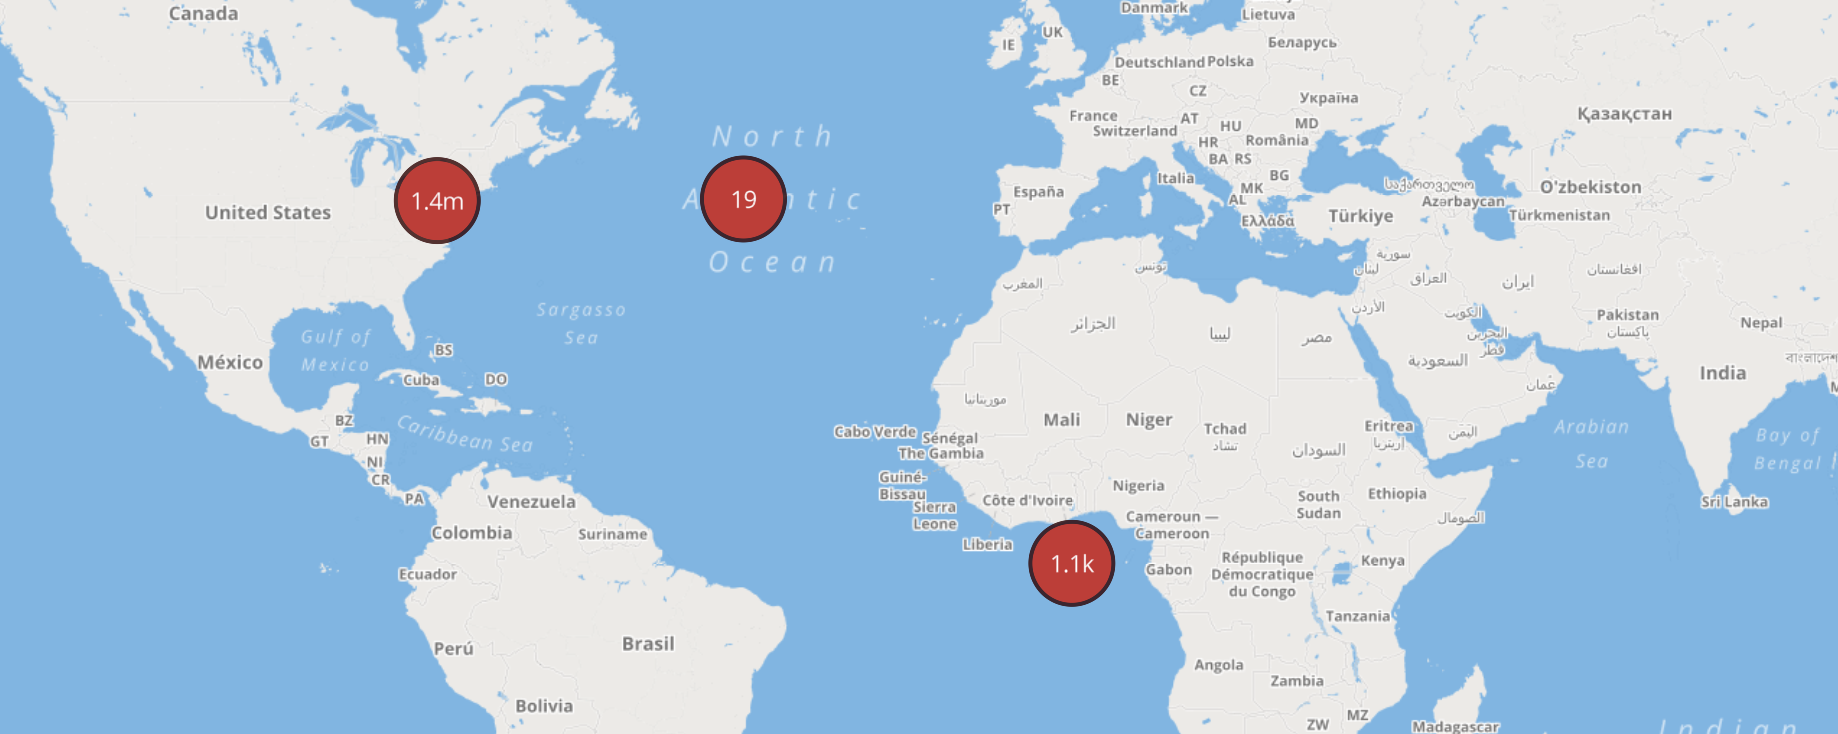 Canada
United States
México
Gulf of
Mexico
BS
Cuba
DO
BZ
GT
HN
NI
CR
PA
Caribbean Sea
Sargasso
Sea
Venezuela
Colombia
Suriname
Ecuador
Perú
Brasil
Bolivia
1.4m
North
Ocean
19
Danmark
Lietuva
UK
IE
Беларусь
Deutschland
Polska
BE
CZ
Україна
Қазақстан
France
Switzerland
AT
HU
MD
HR
România
BA
RS
Italia
BG
España
PT
MK
AL
Ελλάδα
Türkiye
საქართველო
Azərbaycan
O'zbekiston
Türkmenistan
تونس
سورية
لبنان
العراق
ایران
افغانستان
المغرب
الأردن
الكويت
البحرين
قطر
Pakistan
پاکستان
Nepal
الجزائر
ليبيا
مصر
السعودية
عمان
India
موريتانيا
Mali
Niger
Tchad
تشاد
Eritrea
إرتريا
اليمن
السودان
Arabian
Sea
Bay of
Bengal
Cabo Verde
Sénégal
The Gambia
Guiné-
Bissau
Sierra
Leone
Liberia
Côte d'Ivoire
Nigeria
Cameroun —
Cameroon
South
Sudan
Ethiopia
الصومال
Sri Lanka
1.1k
Gabon
République
Démocratique
du Congo
Kenya
Tanzania
Angola
Zambia
ZW
MZ
Madagascar